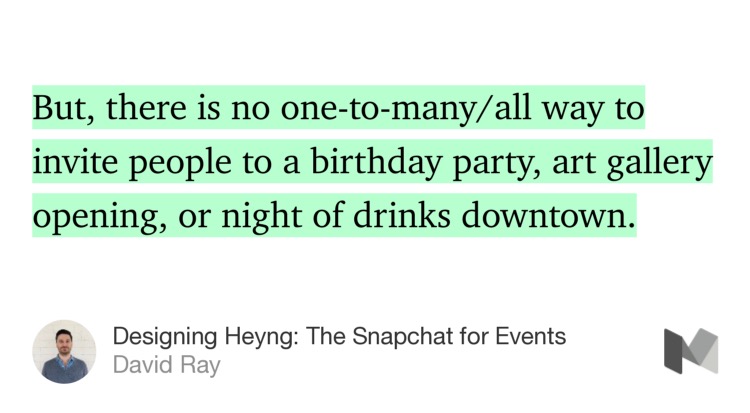 But, there is no one-to-many/all way to
invite people to a birthday party, art gallery
opening, or night of drinks downtown.
Designing Heyng: The Snapchat for Events
David Ray